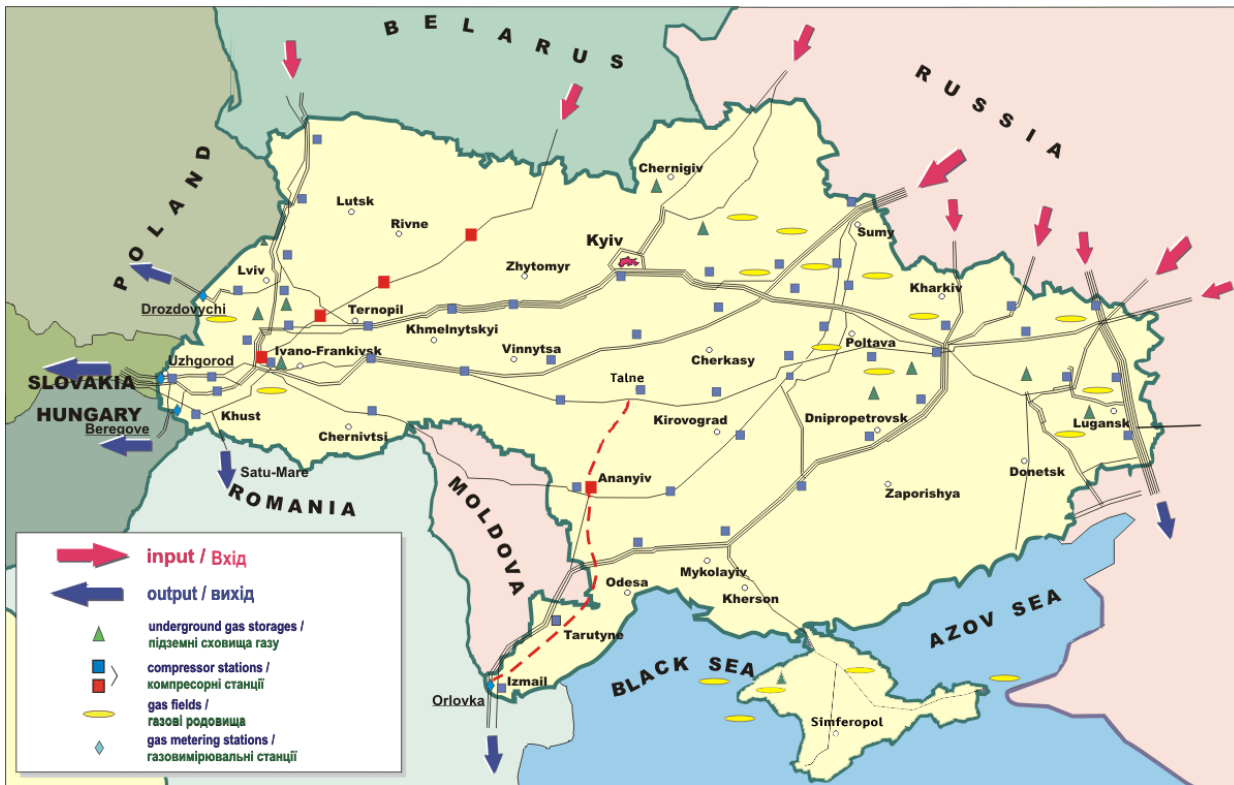 BELARUS
RUSSIA
POLAND
Chernigiv
Lutsk
Rivne
Kyiv
Sumy
Zhytomyr
Lviv
Kharkiv
Drozdovychi
Ternopil
Khmelnytskyi
Poltava
Ivano-Frankivsk
Vinnytsa
Cherkasy
Uzhgorod
SLOVAKIA
Talne
HUNGARY
Khust
Kirovograd
Dnipropetrovsk
Lugansk
Beregove
Chernivtsi
Satu-Mare
Donetsk
ROMANIA
MOLDOVA
Ananyiv
Zaporishya
Mykolayiv
Odesa
Kherson
AZOV SEA
Tarutyne
BLACK SEA
Izmail
Orlovka
Simferopol
input / Вхід
output / вихід
underground gas storages /
підземні сховища газу
compressor stations /
компресорні станції
gas fields /
газові родовища
gas metering stations /
газовимірювальні станції